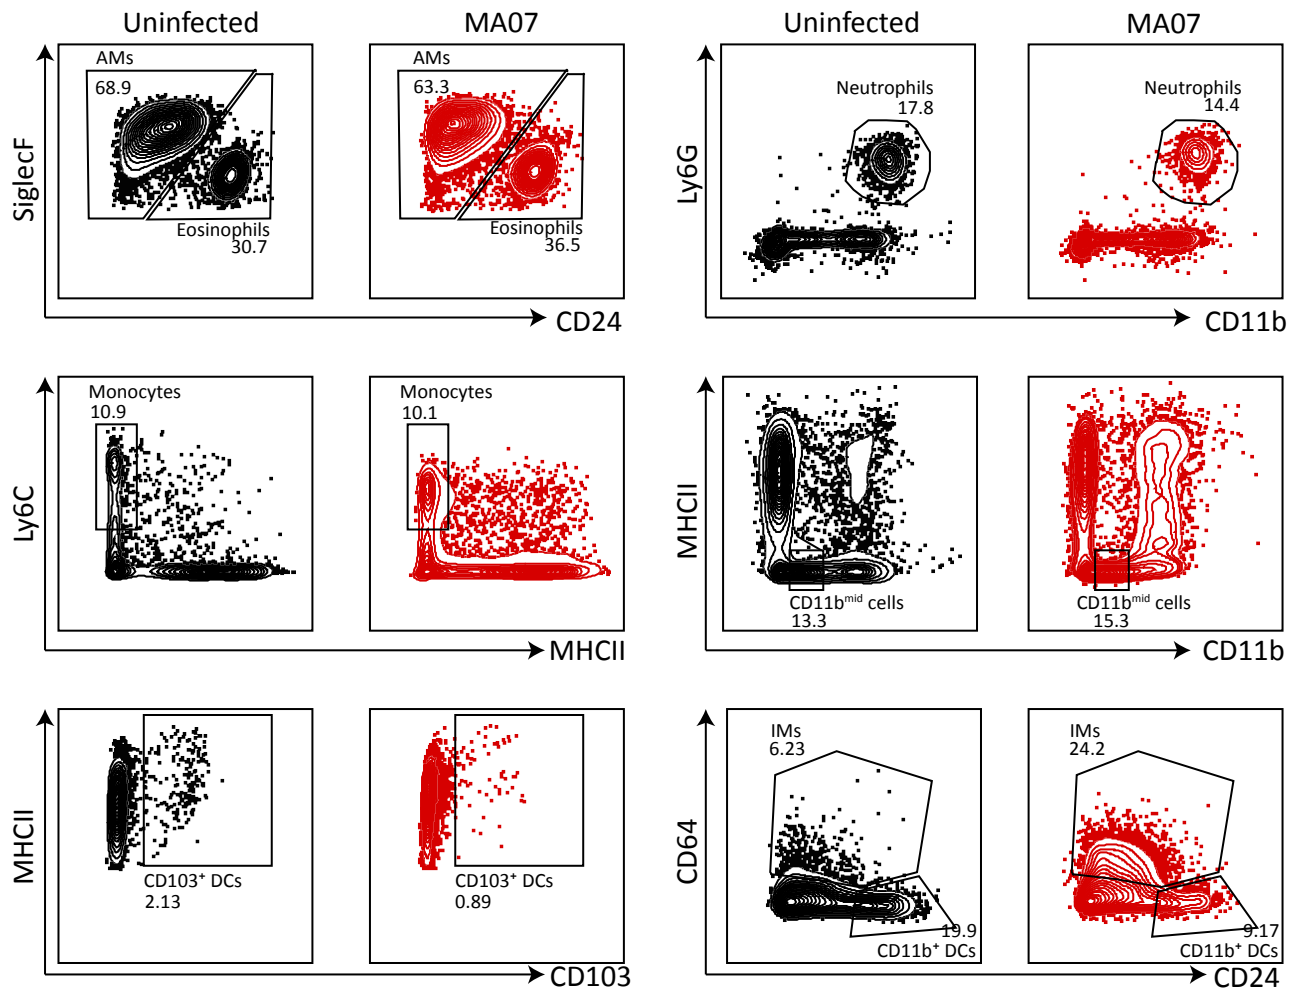 Uninfected
MA07
Uninfected
MA07
AMs
68.9
AMs
63.3
Eosinophils
30.7
Eosinophils
36.5
SiglecF
CD24
Neutrophils
17.8
Neutrophils
14.4
Ly6G
CD11b
Monocytes
10.9
Monocytes
10.1
Ly6C
MHCII
CD11bmid cells
13.3
CD11bmid cells
15.3
MHCII
CD11b
CD103+ DCs
2.13
CD103+ DCs
0.89
MHCII
CD103
IMs
6.23
IMs
24.2
19.9
CD11b+ DCs
9.17
CD11b+ DCs
CD64
CD24